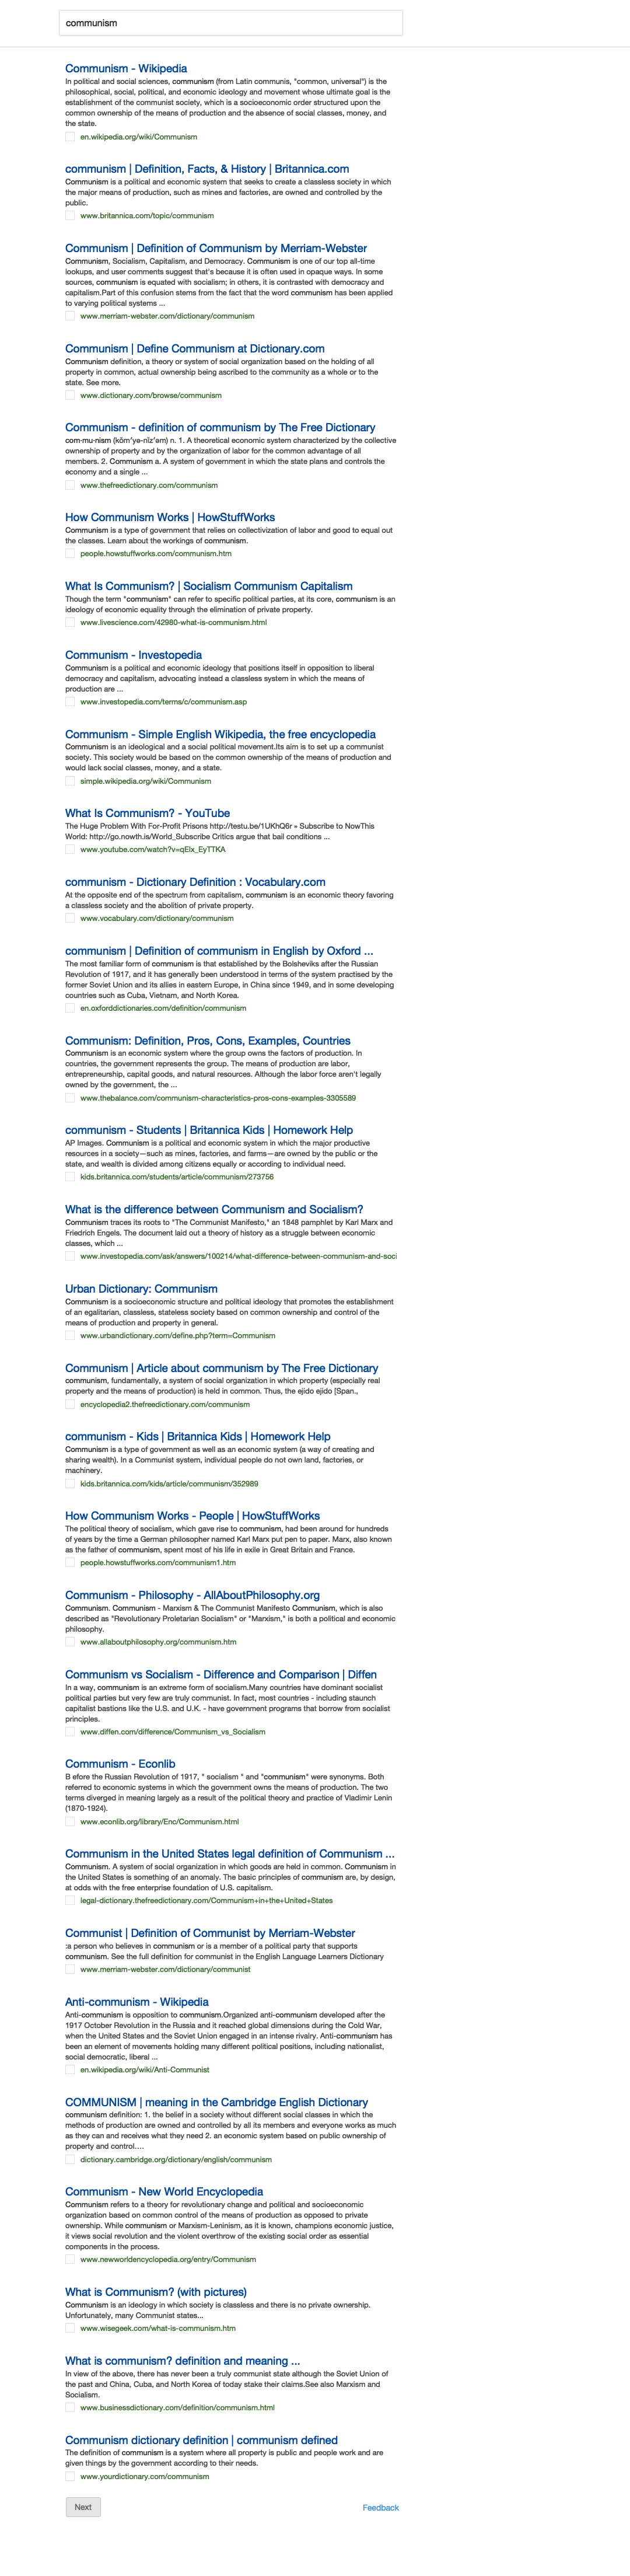 communism
Communism - Wikipedia
In political and social sciences, communism (from Latin communis, "common, universal") is the
philosophical, social, political, and economic ideology and movement whose ultimate goal is the
establishment of the communist society, which is a socioeconomic order structured upon the
common ownership of the means of production and the absence of social classes, money, and
the state.
en.wikipedia.org/wiki/Communism
communism | Definition, Facts, & History | Britannica.com
Communism is a political and economic system that seeks to create a classless society in which
the major means of production, such as mines and factories, are owned and controlled by the
public.
www.britannica.com/topic/communism
Communism | Definition of Communism by Merriam-Webster
Communism, Socialism, Capitalism, and Democracy. Communism is one of our top all-time
lookups, and user comments suggest that's because it is often used in opaque ways. In some
sources, communism is equated with socialism; in others, it is contrasted with democracy and
capitalism.Part of this confusion stems from the fact that the word communism has been applied
to varying political systems ...
www.merriam-webster.com/dictionary/communism
Communism | Define Communism at Dictionary.com
Communism definition, a theory or system of social organization based on the holding of all
property in common, actual ownership being ascribed to the community as a whole or to the
state. See more.
www.dictionary.com/browse/communism
Communism - definition of communism by The Free Dictionary
com·mu·nism (kŏm′yə-nĭz′əm) n. 1. A theoretical economic system characterized by the collective
ownership of property and by the organization of labor for the common advantage of all
members. 2. Communism a. A system of government in which the state plans and controls the
economy and a single ...
www.thefreedictionary.com/communism
How Communism Works | HowStuffWorks
Communism is a type of government that relies on collectivization of labor and good to equal out
the classes. Learn about the workings of communism.
people.howstuffworks.com/communism.htm
What Is Communism? | Socialism Communism Capitalism
Though the term "communism" can refer to specific political parties, at its core, communism is an
ideology of economic equality through the elimination of private property.
www.livescience.com/42980-what-is-communism.html
Communism - Investopedia
Communism is a political and economic ideology that positions itself in opposition to liberal
democracy and capitalism, advocating instead a classless system in which the means of
production are ...
www.investopedia.com/terms/c/communism.asp
Communism - Simple English Wikipedia, the free encyclopedia
Communism is an ideological and a social political movement.Its aim is to set up a communist
society. This society would be based on the common ownership of the means of production and
would lack social classes, money, and a state.
simple.wikipedia.org/wiki/Communism
What Is Communism? - YouTube
The Huge Problem With For-Profit Prisons http://testu.be/1UKhQ6r » Subscribe to NowThis
World: http://go.nowth.is/World_Subscribe Critics argue that bail conditions ...
www.youtube.com/watch?v=qElx_EyTTKA
communism - Dictionary Definition : Vocabulary.com
At the opposite end of the spectrum from capitalism, communism is an economic theory favoring
a classless society and the abolition of private property.
www.vocabulary.com/dictionary/communism
communism | Definition of communism in English by Oxford ...
The most familiar form of communism is that established by the Bolsheviks after the Russian
Revolution of 1917, and it has generally been understood in terms of the system practised by the
former Soviet Union and its allies in eastern Europe, in China since 1949, and in some developing
countries such as Cuba, Vietnam, and North Korea.
en.oxforddictionaries.com/definition/communism
Communism: Definition, Pros, Cons, Examples, Countries
Communism is an economic system where the group owns the factors of production. In
countries, the government represents the group. The means of production are labor,
entrepreneurship, capital goods, and natural resources. Although the labor force aren't legally
owned by the government, the ...
www.thebalance.com/communism-characteristics-pros-cons-examples-3305589
communism - Students | Britannica Kids | Homework Help
AP Images. Communism is a political and economic system in which the major productive
resources in a society—such as mines, factories, and farms—are owned by the public or the
state, and wealth is divided among citizens equally or according to individual need.
kids.britannica.com/students/article/communism/273756
What is the difference between Communism and Socialism?
Communism traces its roots to "The Communist Manifesto," an 1848 pamphlet by Karl Marx and
Friedrich Engels. The document laid out a theory of history as a struggle between economic
classes, which ...
www.investopedia.com/ask/answers/100214/what-difference-between-communism-and-soci
Urban Dictionary: Communism
Communism is a socioeconomic structure and political ideology that promotes the establishment
of an egalitarian, classless, stateless society based on common ownership and control of the
means of production and property in general.
www.urbandictionary.com/define.php?term=Communism
Communism | Article about communism by The Free Dictionary
communism, fundamentally, a system of social organization in which property (especially real
property and the means of production) is held in common. Thus, the ejido ejido [Span.,
encyclopedia2.thefreedictionary.com/communism
communism - Kids | Britannica Kids | Homework Help
Communism is a type of government as well as an economic system (a way of creating and
sharing wealth). In a Communist system, individual people do not own land, factories, or
machinery.
kids.britannica.com/kids/article/communism/352989
How Communism Works - People | HowStuffWorks
The political theory of socialism, which gave rise to communism, had been around for hundreds
of years by the time a German philosopher named Karl Marx put pen to paper. Marx, also known
as the father of communism, spent most of his life in exile in Great Britain and France.
people.howstuffworks.com/communism1.htm
Communism - Philosophy - AllAboutPhilosophy.org
Communism. Communism - Marxism & The Communist Manifesto Communism, which is also
described as "Revolutionary Proletarian Socialism" or "Marxism," is both a political and economic
philosophy.
www.allaboutphilosophy.org/communism.htm
Communism vs Socialism - Difference and Comparison | Diffen
In a way, communism is an extreme form of socialism.Many countries have dominant socialist
political parties but very few are truly communist. In fact, most countries - including staunch
capitalist bastions like the U.S. and U.K. - have government programs that borrow from socialist
principles.
www.diffen.com/difference/Communism_vs_Socialism
Communism - Econlib
B efore the Russian Revolution of 1917, " socialism " and "communism" were synonyms. Both
referred to economic systems in which the government owns the means of production. The two
terms diverged in meaning largely as a result of the political theory and practice of Vladimir Lenin
(1870-1924).
www.econlib.org/library/Enc/Communism.html
Communism in the United States legal definition of Communism ...
Communism. A system of social organization in which goods are held in common. Communism in
the United States is something of an anomaly. The basic principles of communism are, by design,
at odds with the free enterprise foundation of U.S. capitalism.
legal-dictionary.thefreedictionary.com/Communism+in+the+United+States
Communist | Definition of Communist by Merriam-Webster
:a person who believes in communism or is a member of a political party that supports
communism. See the full definition for communist in the English Language Learners Dictionary
www.merriam-webster.com/dictionary/communist
Anti-communism - Wikipedia
Anti-communism is opposition to communism.Organized anti-communism developed after the
1917 October Revolution in the Russia and it reached global dimensions during the Cold War,
when the United States and the Soviet Union engaged in an intense rivalry. Anti-communism has
been an element of movements holding many different political positions, including nationalist,
social democratic, liberal ...
en.wikipedia.org/wiki/Anti-Communist
COMMUNISM | meaning in the Cambridge English Dictionary
communism definition: 1. the belief in a society without different social classes in which the
methods of production are owned and controlled by all its members and everyone works as much
as they can and receives what they need 2. an economic system based on public ownership of
property and control….
dictionary.cambridge.org/dictionary/english/communism
Communism - New World Encyclopedia
Communism refers to a theory for revolutionary change and political and socioeconomic
organization based on common control of the means of production as opposed to private
ownership. While communism or Marxism-Leninism, as it is known, champions economic justice,
it views social revolution and the violent overthrow of the existing social order as essential
components in the process.
www.newworldencyclopedia.org/entry/Communism
What is Communism? (with pictures)
Communism is an ideology in which society is classless and there is no private ownership.
Unfortunately, many Communist states...
www.wisegeek.com/what-is-communism.htm
What is communism? definition and meaning ...
In view of the above, there has never been a truly communist state although the Soviet Union of
the past and China, Cuba, and North Korea of today stake their claims.See also Marxism and
Socialism.
www.businessdictionary.com/definition/communism.html
Communism dictionary definition | communism defined
The definition of communism is a system where all property is public and people work and are
given things by the government according to their needs.
www.yourdictionary.com/communism
Next
Feedback